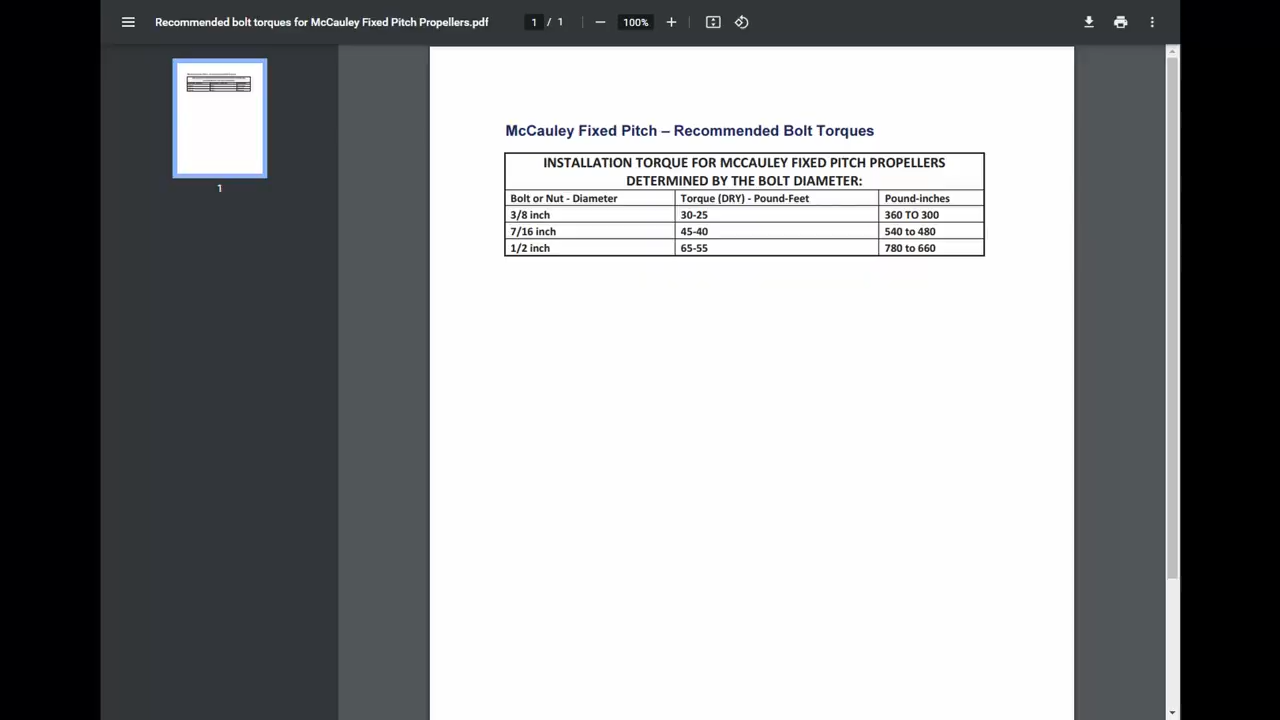 Recommended bolt torques for McCauley Fixed Pitch Propellers.pdf
1 / 1
100%
1
McCauley Fixed Pitch – Recommended Bolt Torques
INSTALLATION TORQUE FOR MCCAULEY FIXED PITCH PROPELLERS
DETERMINED BY THE BOLT DIAMETER:
Bolt or Nut - Diameter Torque (DRY) - Pound-Feet Pound-inches
3/8 inch 30-25 360 TO 300
7/16 inch 45-40 540 to 480
1/2 inch 65-55 780 to 660